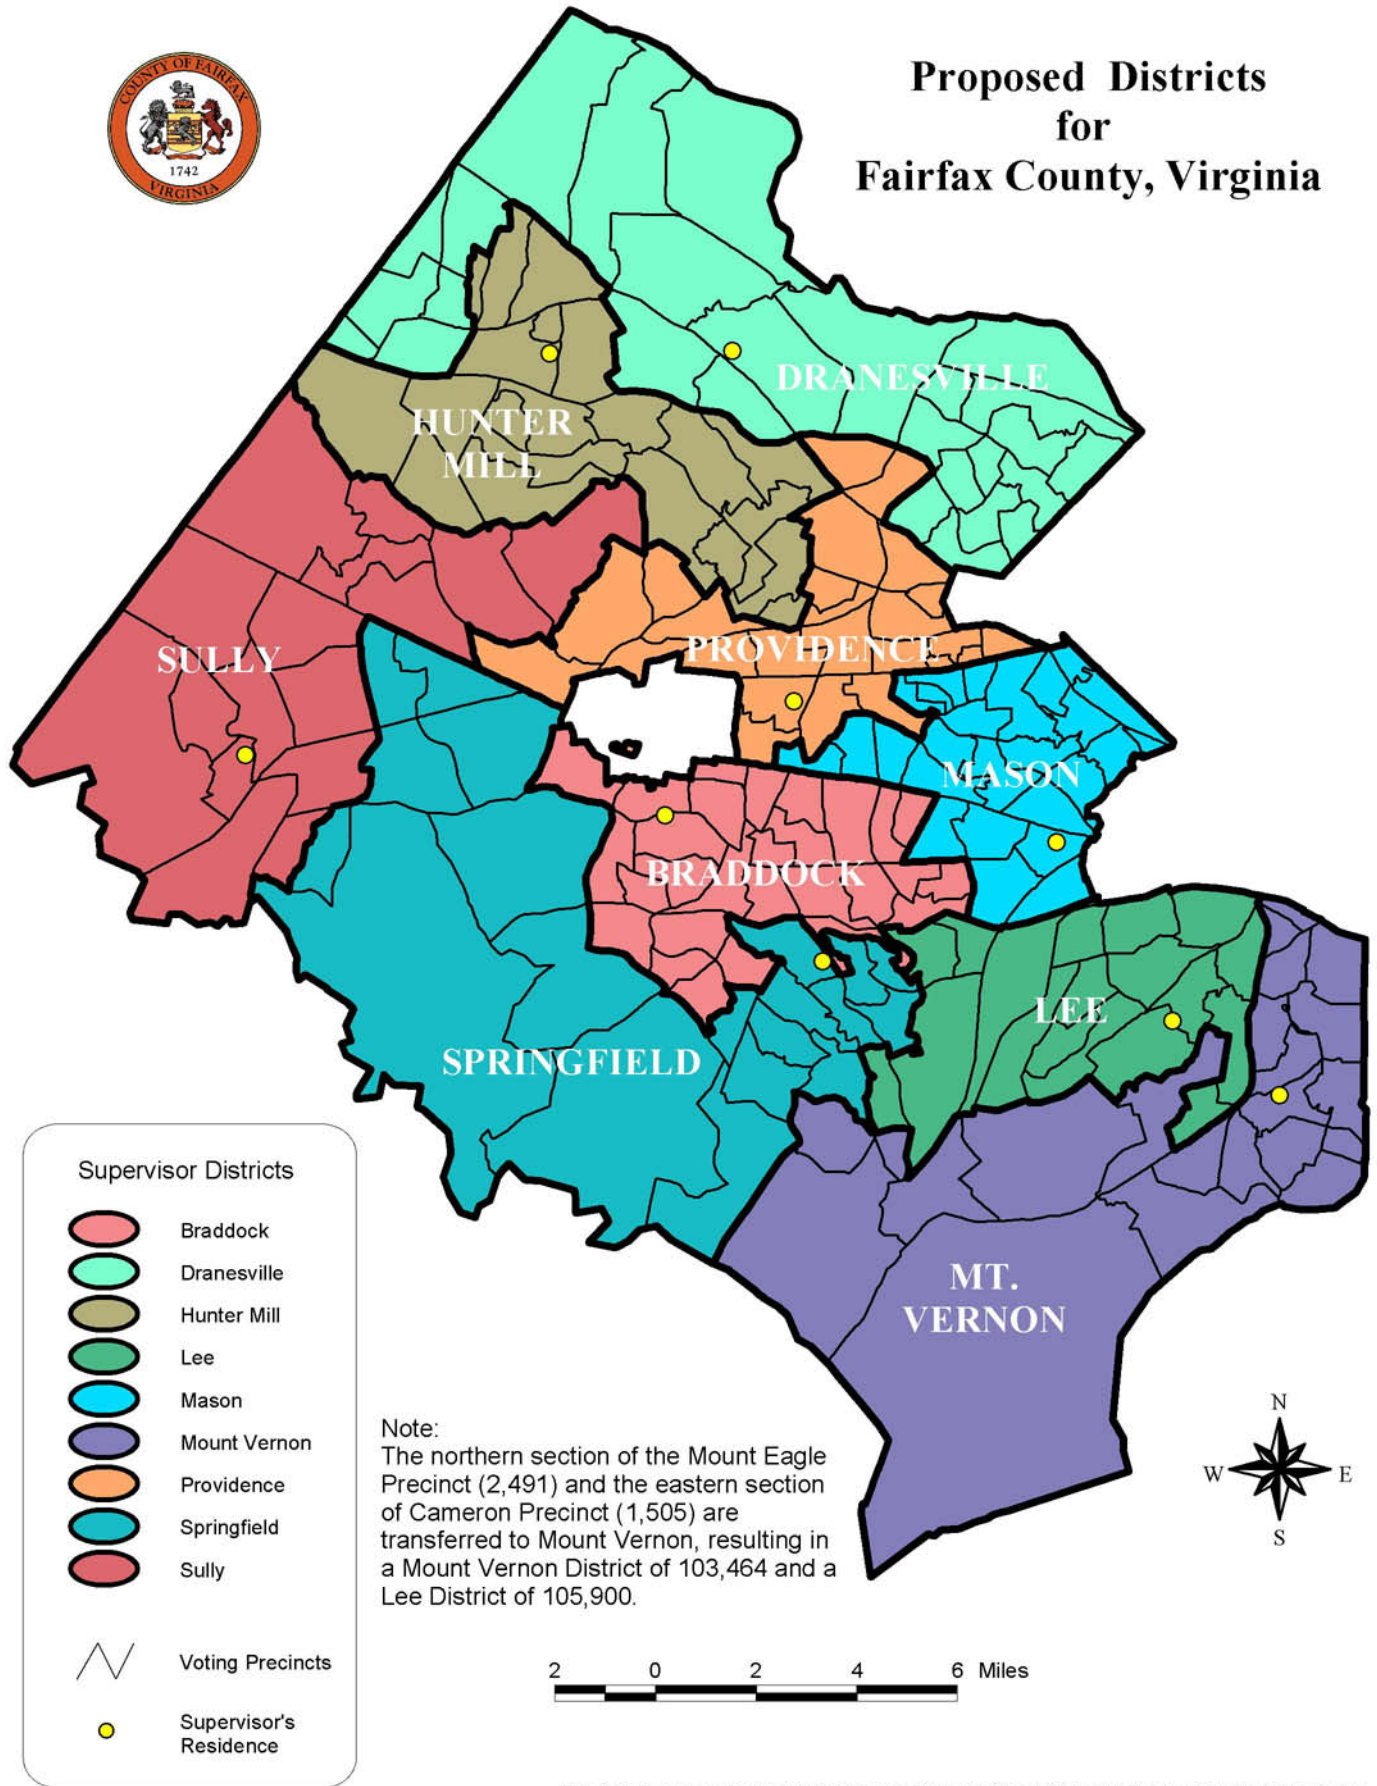 Proposed Districts
for
Fairfax County, Virginia
COUNTY OF FAIRFAX
1742
VIRGINIA
DRANESVILLE
HUNTER
MILL
SULLY
PROVIDENCE
MASON
BRADDOCK
LEE
SPRINGFIELD
MT.
VERNON
Supervisor Districts
Braddock
Dranesville
Hunter Mill
Lee
Mason
Mount Vernon
Providence
Springfield
Sully
Voting Precincts
Supervisor's
Residence
Note:
The northern section of the Mount Eagle
Precinct (2,491) and the eastern section
of Cameron Precinct (1,505) are
transferred to Mount Vernon, resulting in
a Mount Vernon District of 103,464 and a
Lee District of 105,900.
N
W E
S
2 0 2 4 6 Miles